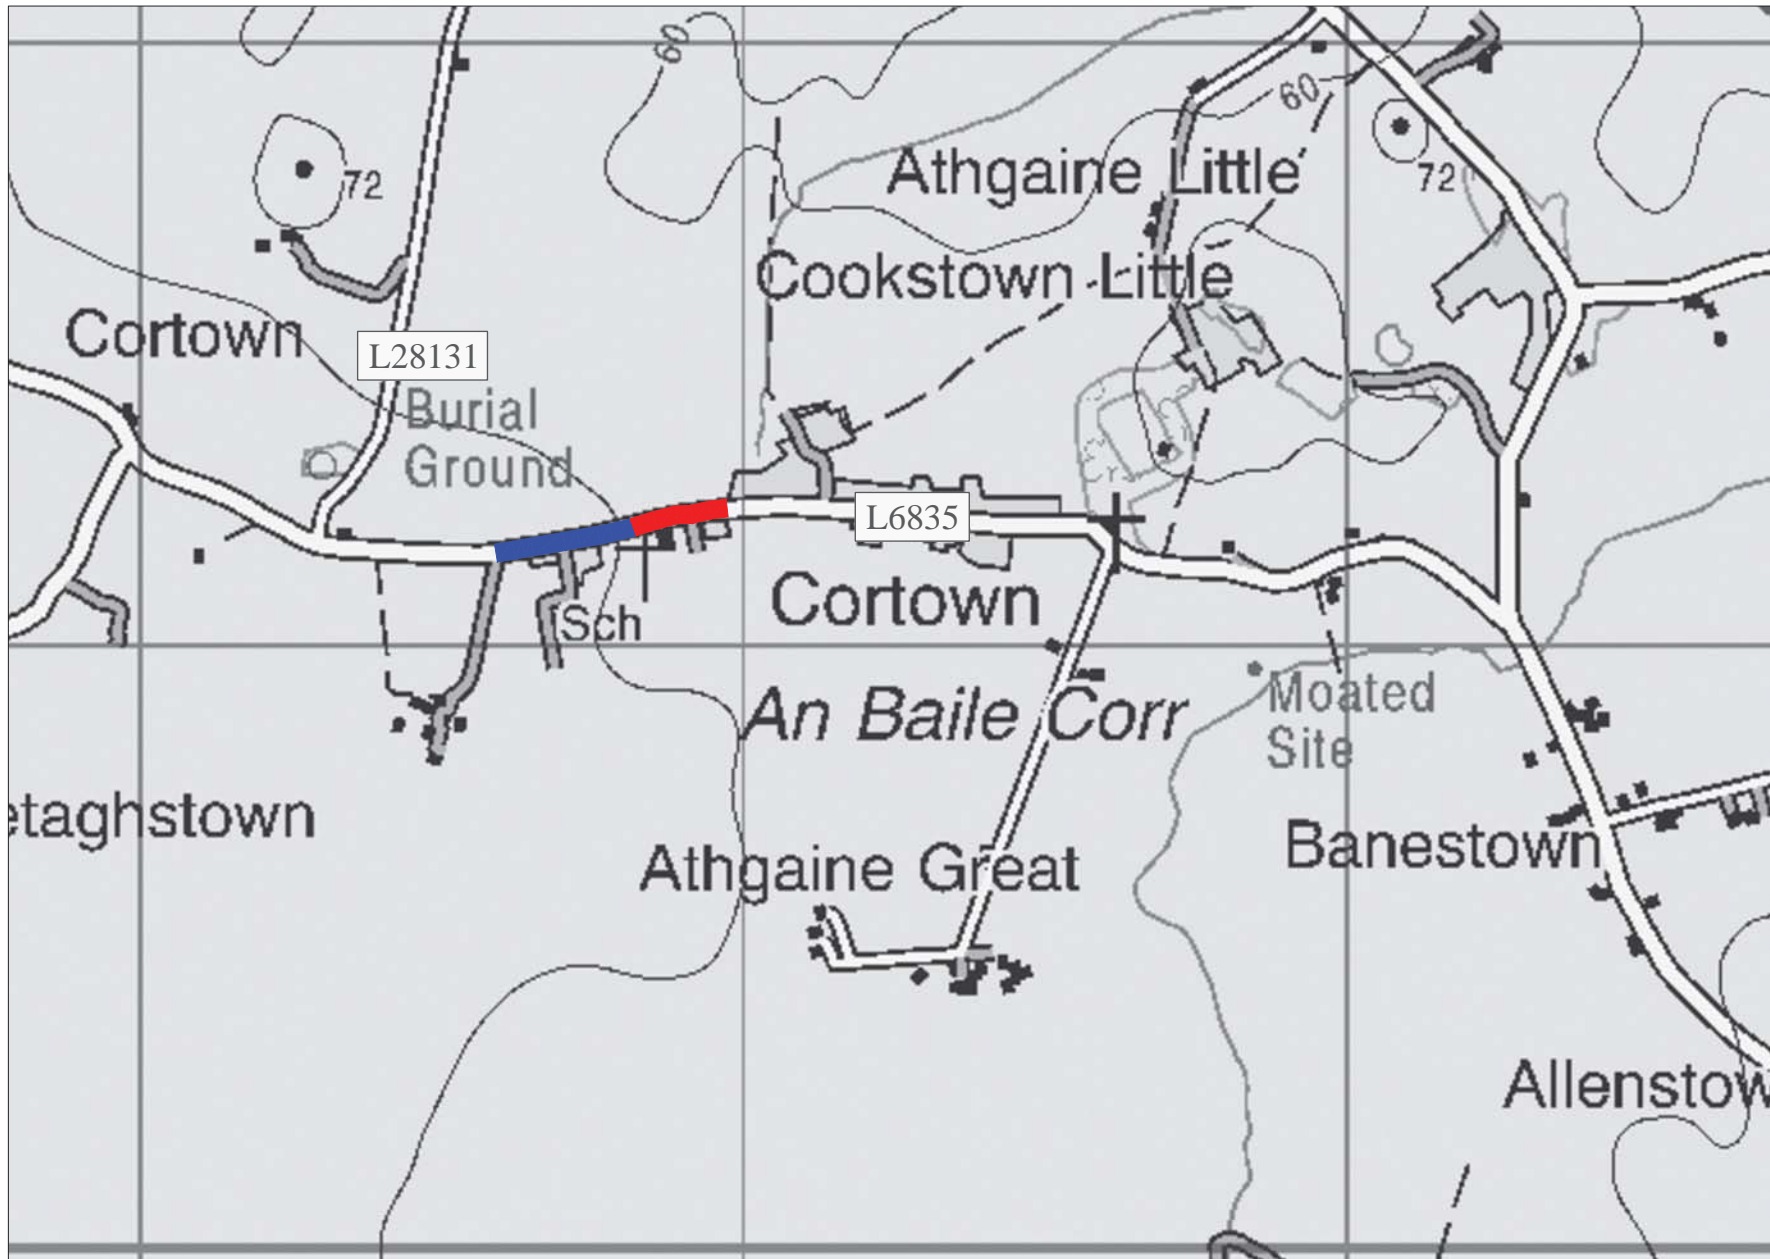 60
60
72
Athgaine Little
72
Cookstown Little
Cortown
L28131
Burial
Ground
L6835
Cortown
Sch
An Baile Corr
Moated
Site
etaghstown
Banestown
Athgaine Great
Allenstow